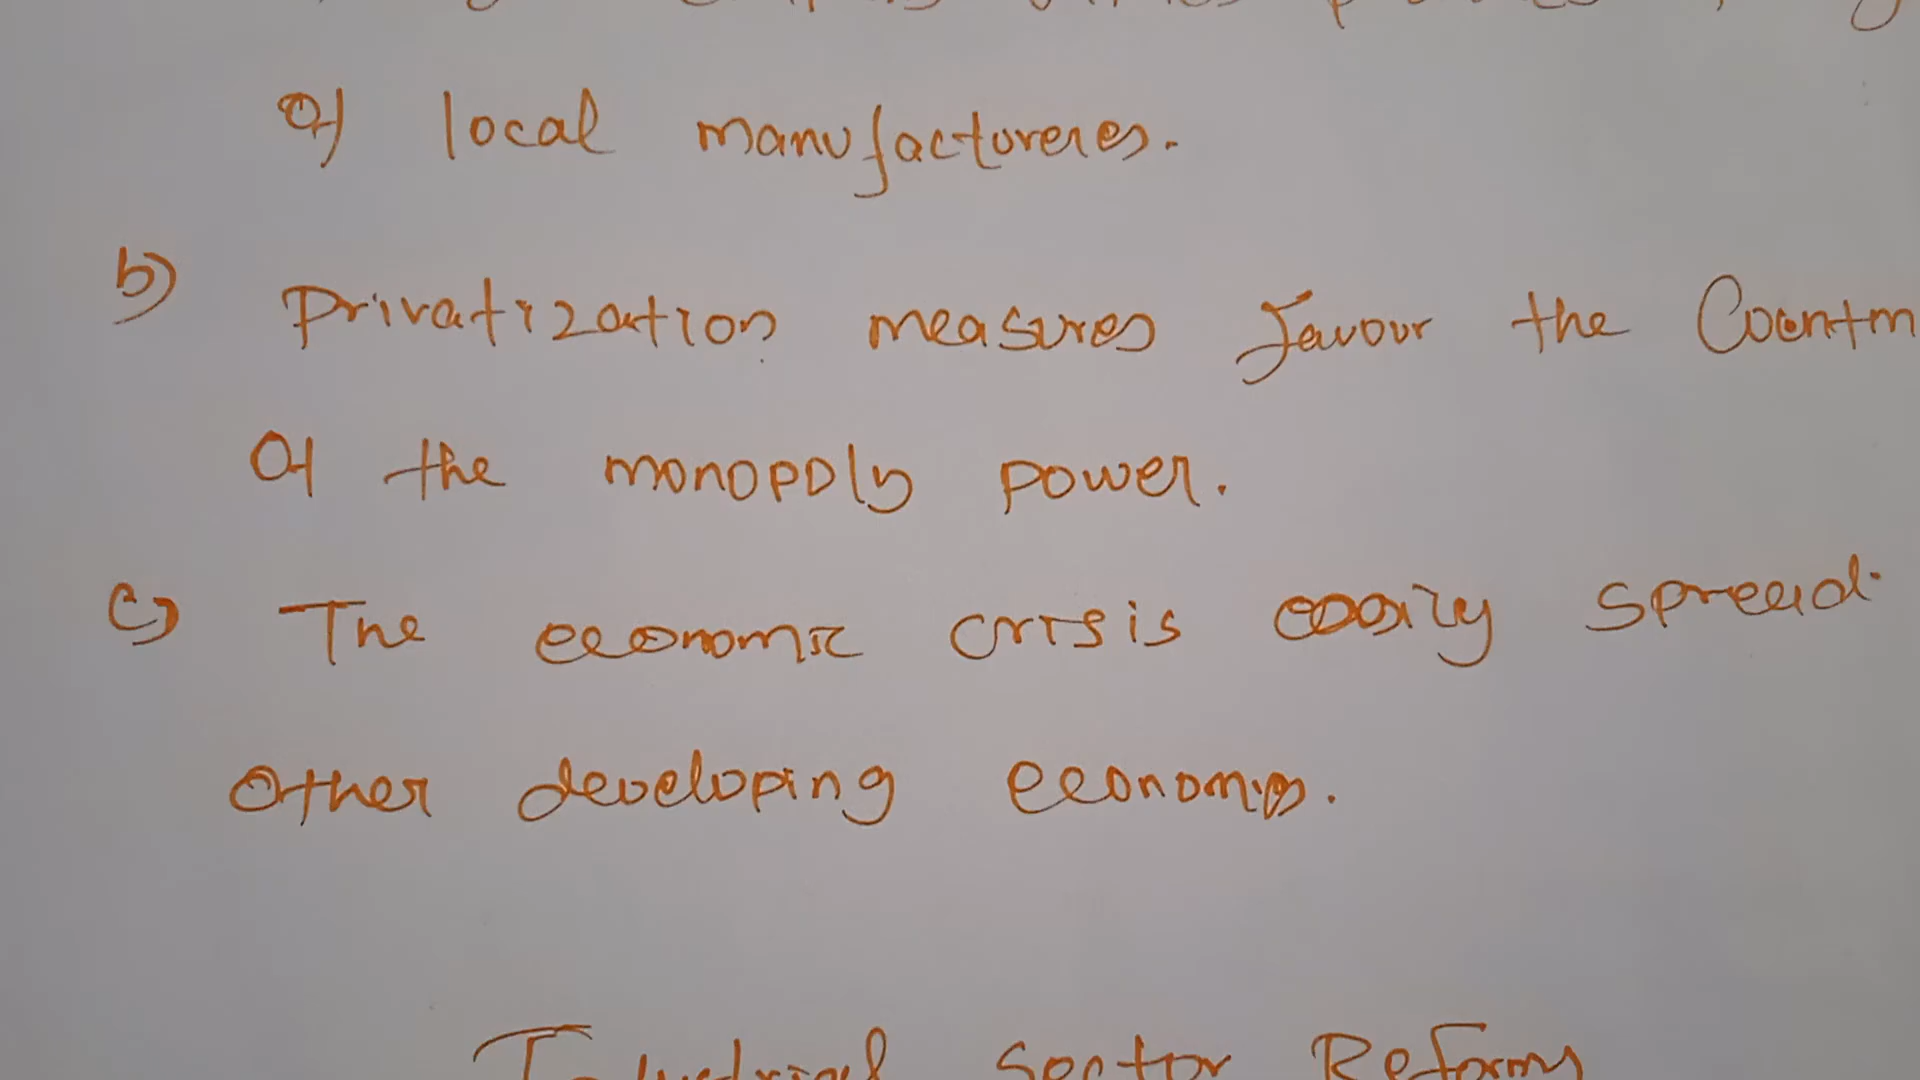 of local manufactureres.
b) Privatization measures favour the
Of the monopoly power.
c) The economic crisis easily spread
Other developing economies.
Industrial sector Reforms